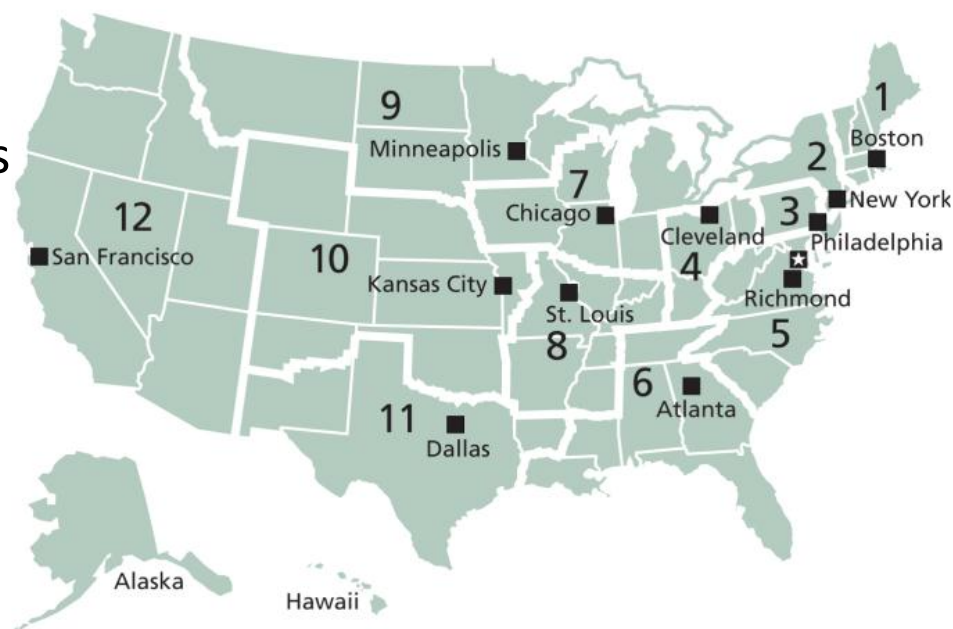 1
9
Boston
s
Minneapolis
2
7
New York
12
Chicago
3
Cleveland
Philadelphia
San Francisco
10
4
Kansas City
Richmond
St. Louis
5
8
6
Atlanta
11
Dallas
Alaska
Hawaii